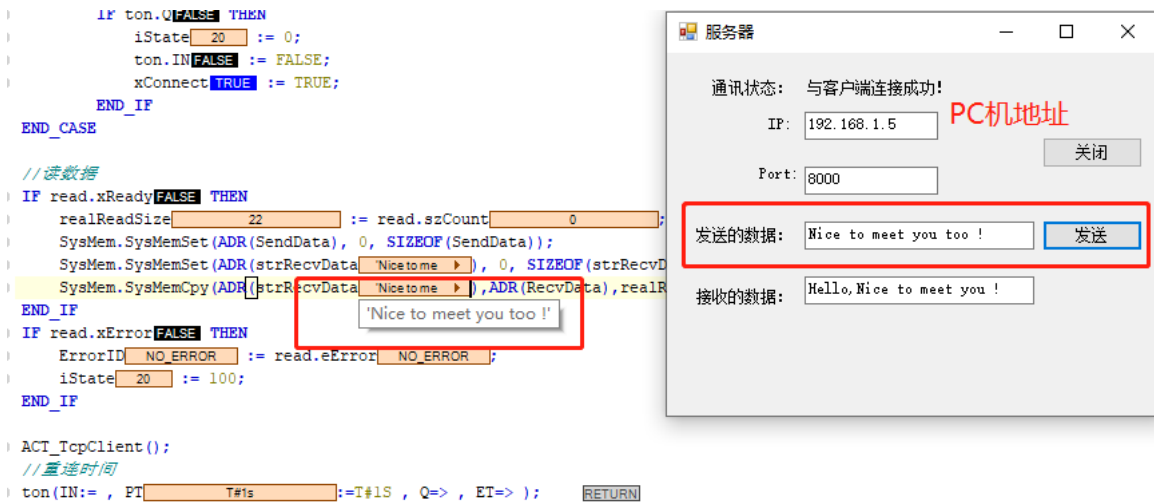 IF ton.Q FALSE THEN
iState 20 := 0;
ton.IN FALSE := FALSE;
xConnect TRUE := TRUE;
END_IF
END_CASE
//读数据
IF read.xReady FALSE THEN
realReadSize 22 := read.szCount 0 ;
SysMem.SysMemSet(ADR(SendData), 0, SIZEOF(SendData));
SysMem.SysMemSet(ADR(strRecvData 'Nice to me ), 0, SIZEOF(strRecvD
SysMem.SysMemCpy(ADR(strRecvData 'Nice to me ),ADR(RecvData),realR
'Nice to meet you too !'
END_IF
IF read.xError FALSE THEN
ErrorID NO_ERROR := read.eError NO_ERROR ;
iState 20 := 100;
END_IF
ACT_TcpClient();
//重连时间
ton(IN:= , PT T#1s :=T#1S , Q=> , ET=> ); RETURN
服务器
通讯状态: 与客户端连接成功!
IP: 192.168.1.5
PC机地址
关闭
Port: 8000
发送的数据: Nice to meet you too ! 发送
接收的数据: Hello,Nice to meet you !